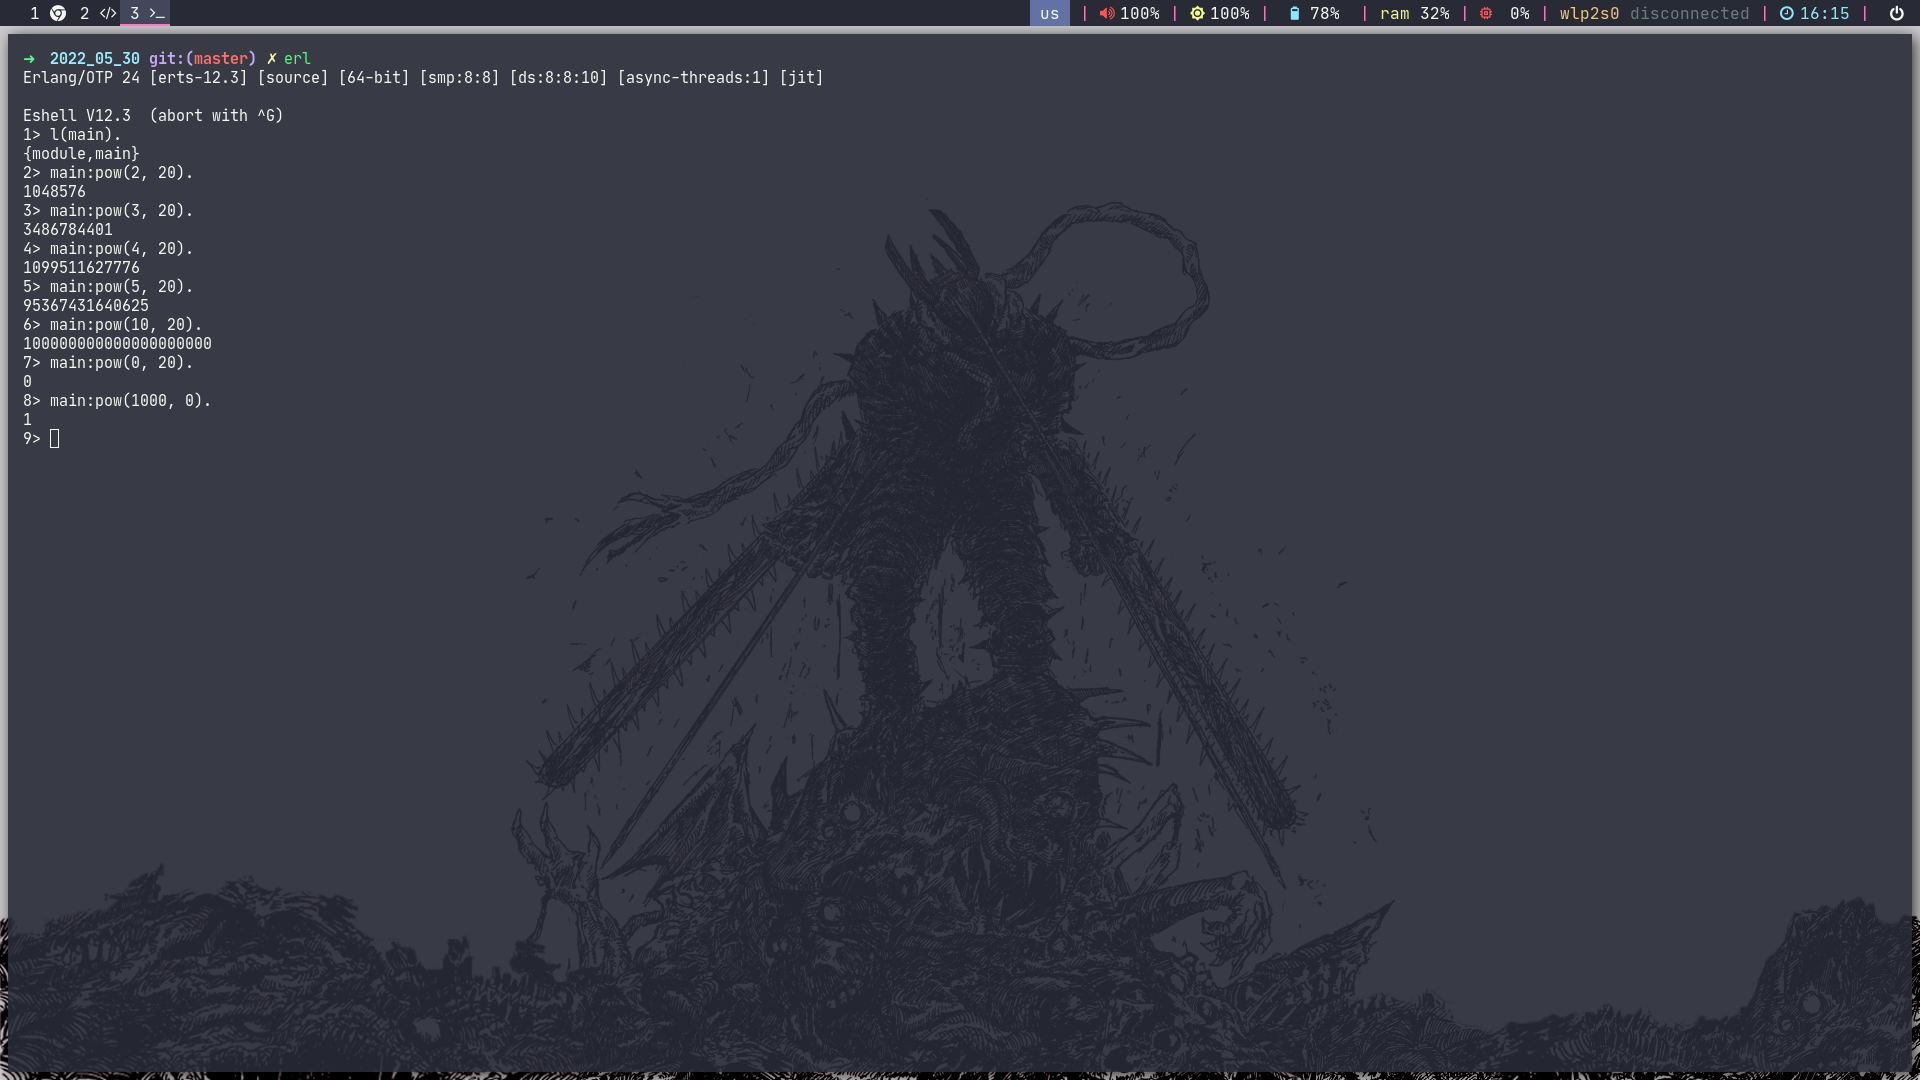 1 2 </> 3 >_ us | 100% | 100% | 78% | ram 32% | 0% | wlp2s0 disconnected | 16:15 |
➜ 2022_05_30 git:(master) ✗ erl
Erlang/OTP 24 [erts-12.3] [source] [64-bit] [smp:8:8] [ds:8:8:10] [async-threads:1] [jit]
Eshell V12.3  (abort with ^G)
1> l(main).
{module,main}
2> main:pow(2, 20).
1048576
3> main:pow(3, 20).
3486784401
4> main:pow(4, 20).
1099511627776
5> main:pow(5, 20).
95367431640625
6> main:pow(10, 20).
100000000000000000000
7> main:pow(0, 20).
0
8> main:pow(1000, 0).
1
9>